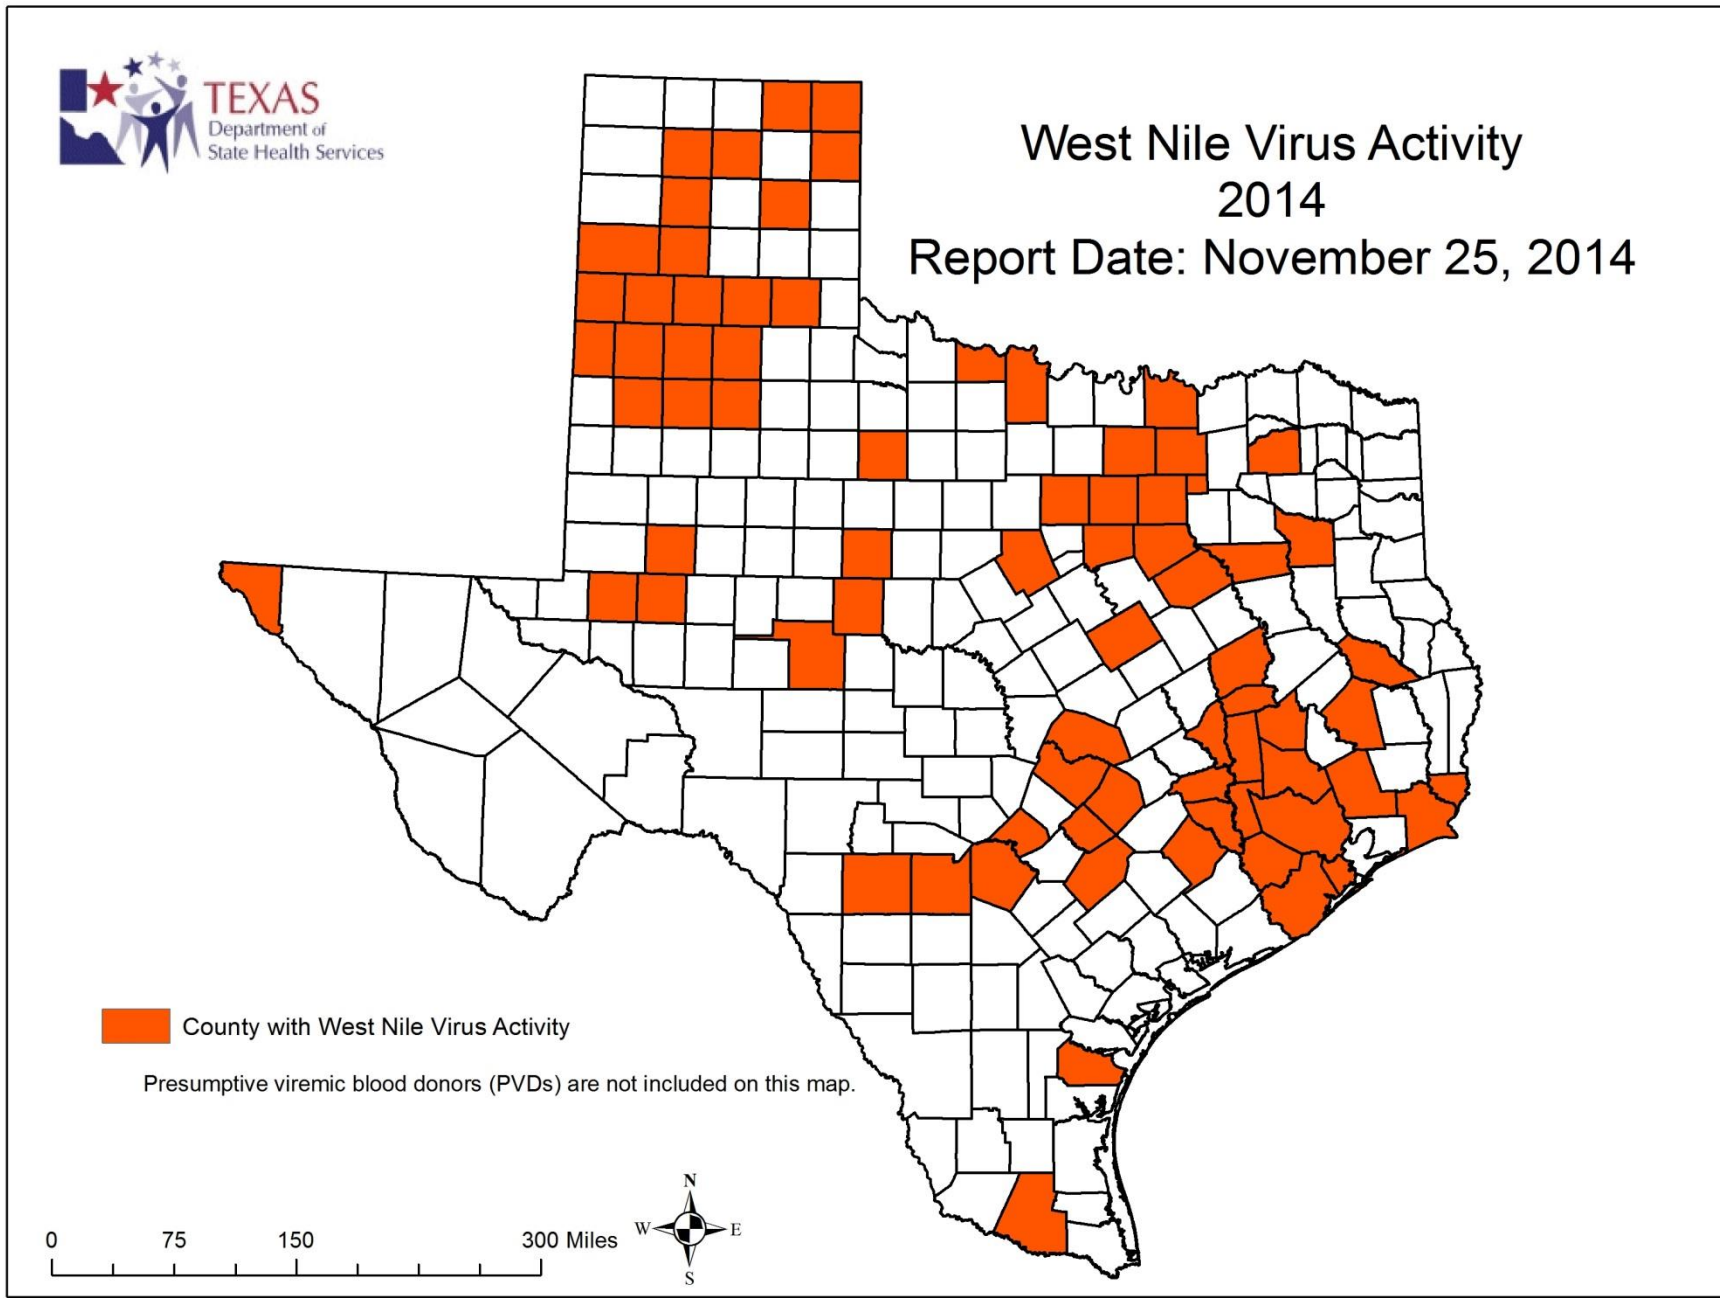 TEXAS
Department of
State Health Services
West Nile Virus Activity
2014
Report Date: November 25, 2014
County with West Nile Virus Activity
Presumptive viremic blood donors (PVDs) are not included on this map.
0 75 150 300 Miles
N
W E
S